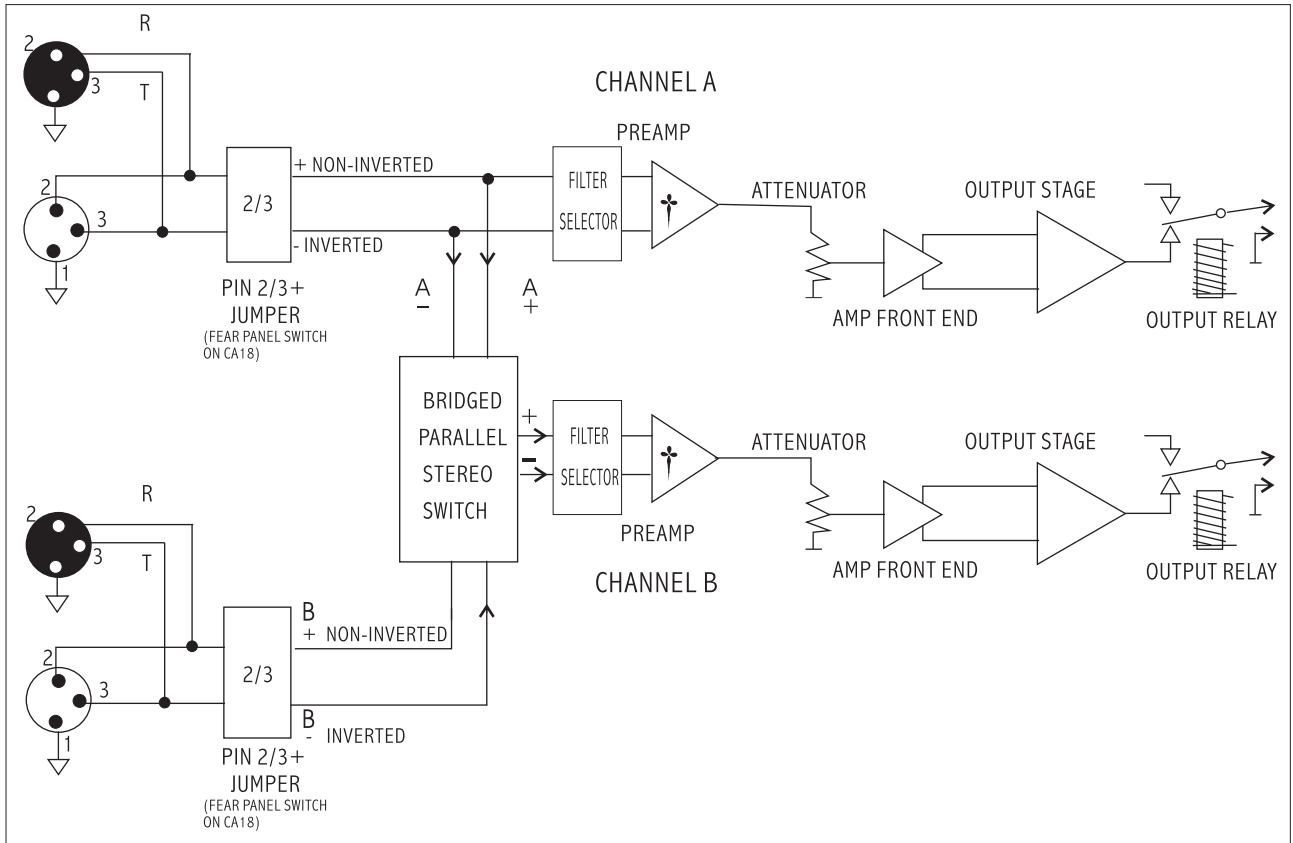 R
2
3
T
CHANNEL A
PREAMP
+ NON-INVERTED
2
3
1
2/3
- INVERTED
FILTER
SELECTOR
ATTENUATOR
OUTPUT STAGE
PIN 2/3+
JUMPER
(FEAR PANEL SWITCH
ON CA18)
A
-
A
+
AMP FRONT END
OUTPUT RELAY
BRIDGED
PARALLEL
STEREO
SWITCH
+
-
FILTER
SELECTOR
PREAMP
ATTENUATOR
OUTPUT STAGE
AMP FRONT END
OUTPUT RELAY
CHANNEL B
R
2
3
T
2
3
1
2/3
B
+ NON-INVERTED
B
- INVERTED
PIN 2/3+
JUMPER
(FEAR PANEL SWITCH
ON CA18)